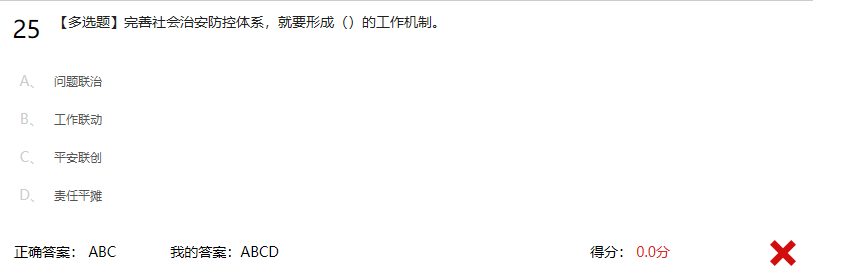 25 【多选题】完善社会治安防控体系，就要形成（）的工作机制。
A、 问题联治
B、 工作联动
C、 平安联创
D、 责任平摊
正确答案： ABC 我的答案：ABCD 得分： 0.0分